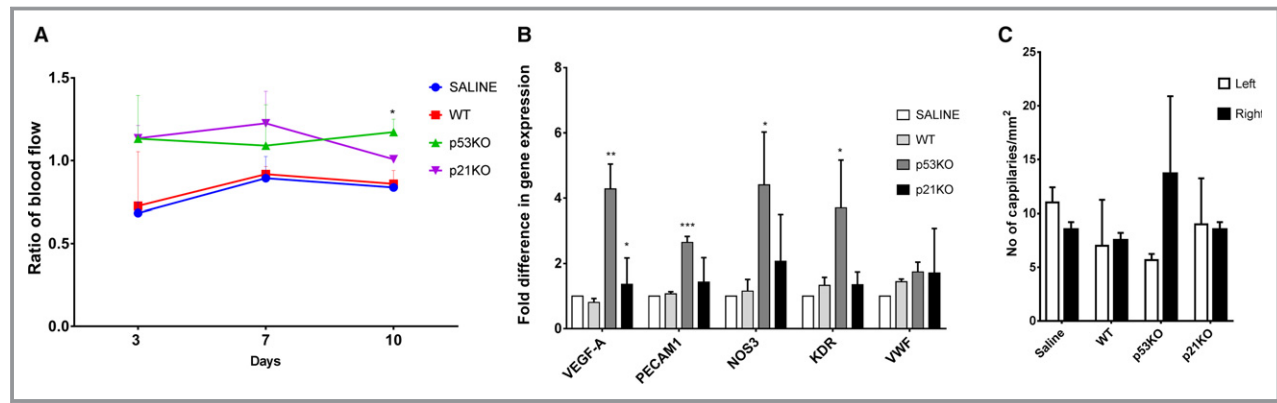 A
Ratio of blood flow
1.5
1.0
0.5
0.0
3
7
10
Days
*
SALINE
WT
p53KO
p21KO
B
Fold difference in gene expression
8
6
4
2
0
**
*
***
*
*
VEGF-A
PECAM1
NOS3
KDR
VWF
SALINE
WT
p53KO
p21KO
C
No of cappilaries/mm²
25
20
15
10
5
0
Saline
WT
p53KO
p21KO
Left
Right